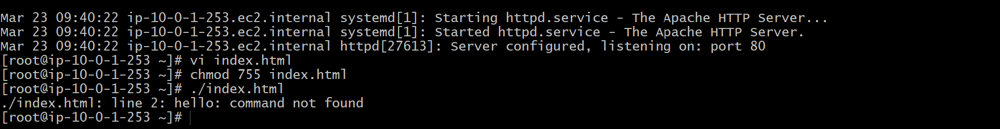 Mar 23 09:40:22 ip-10-0-1-253.ec2.internal systemd[1]: Starting httpd.service - The Apache HTTP Server...
Mar 23 09:40:22 ip-10-0-1-253.ec2.internal systemd[1]: Started httpd.service - The Apache HTTP Server.
Mar 23 09:40:22 ip-10-0-1-253.ec2.internal httpd[27613]: Server configured, listening on: port 80
[root@ip-10-0-1-253 ~]# vi index.html
[root@ip-10-0-1-253 ~]# chmod 755 index.html
[root@ip-10-0-1-253 ~]# ./index.html
./index.html: line 2: hello: command not found
[root@ip-10-0-1-253 ~]#